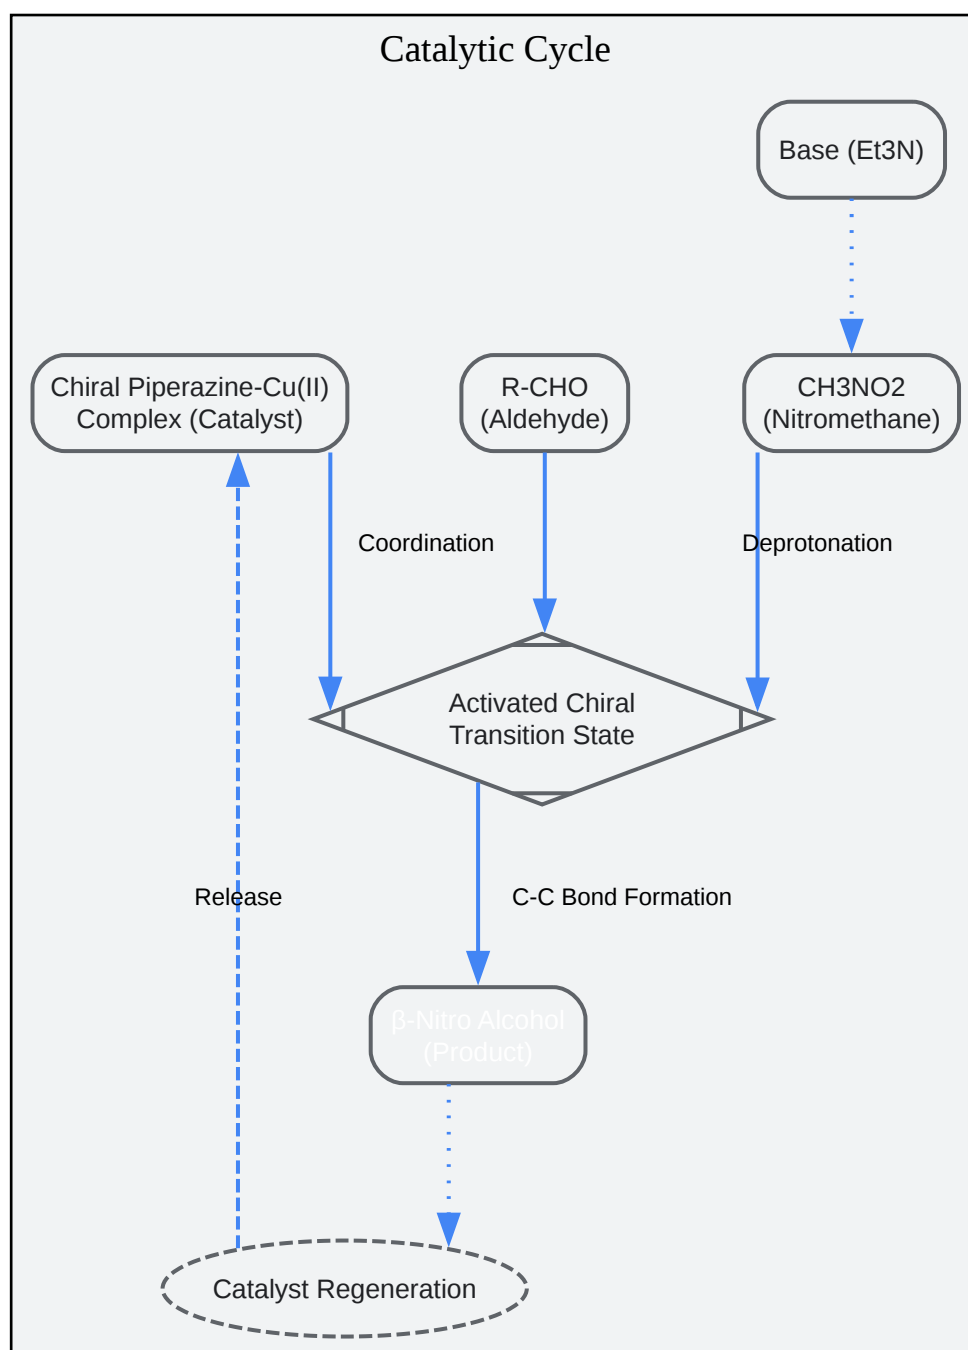 Catalytic Cycle
Base (Et3N)
Chiral Piperazine-Cu(II)
Complex (Catalyst)
R-CHO
(Aldehyde)
CH3NO2
(Nitromethane)
Coordination
Deprotonation
Activated Chiral
Transition State
Release
C-C Bond Formation
β-Nitro Alcohol
(Product)
Catalyst Regeneration